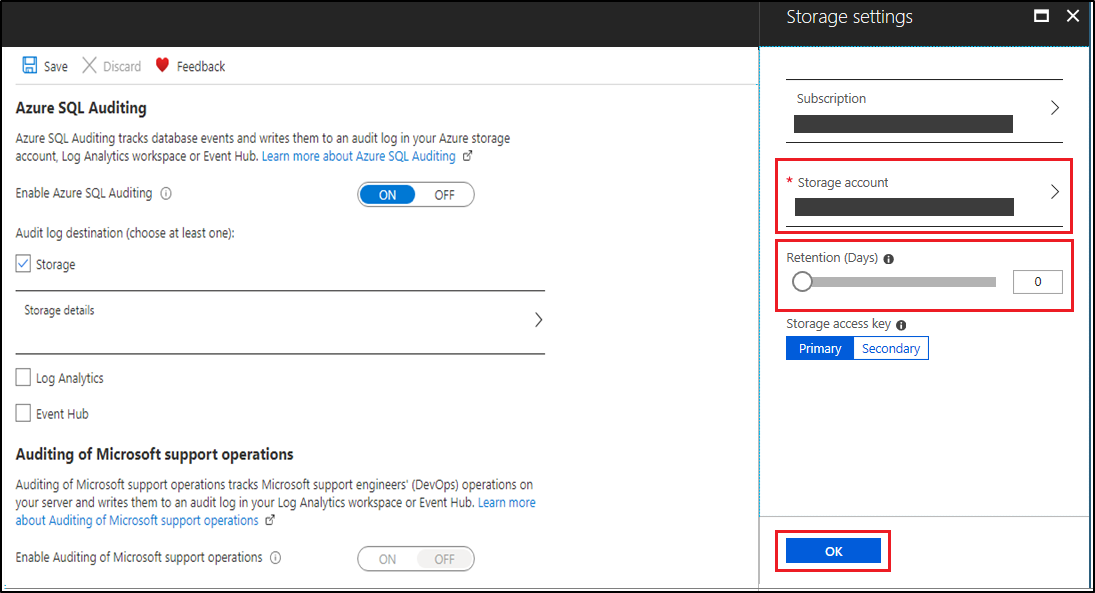 Storage settings
Save Discard Feedback
Azure SQL Auditing
Azure SQL Auditing tracks database events and writes them to an audit log in your Azure storage
account, Log Analytics workspace or Event Hub. Learn more about Azure SQL Auditing
Enable Azure SQL Auditing
ON OFF
Audit log destination (choose at least one):
Storage
Storage details
Log Analytics
Event Hub
Auditing of Microsoft support operations
Auditing of Microsoft support operations tracks Microsoft support engineers' (DevOps) operations on
your server and writes them to an audit log in your Log Analytics workspace or Event Hub. Learn more
about Auditing of Microsoft support operations
Enable Auditing of Microsoft support operations
ON OFF
Subscription
* Storage account
Retention (Days)
0
Storage access key
Primary Secondary
OK